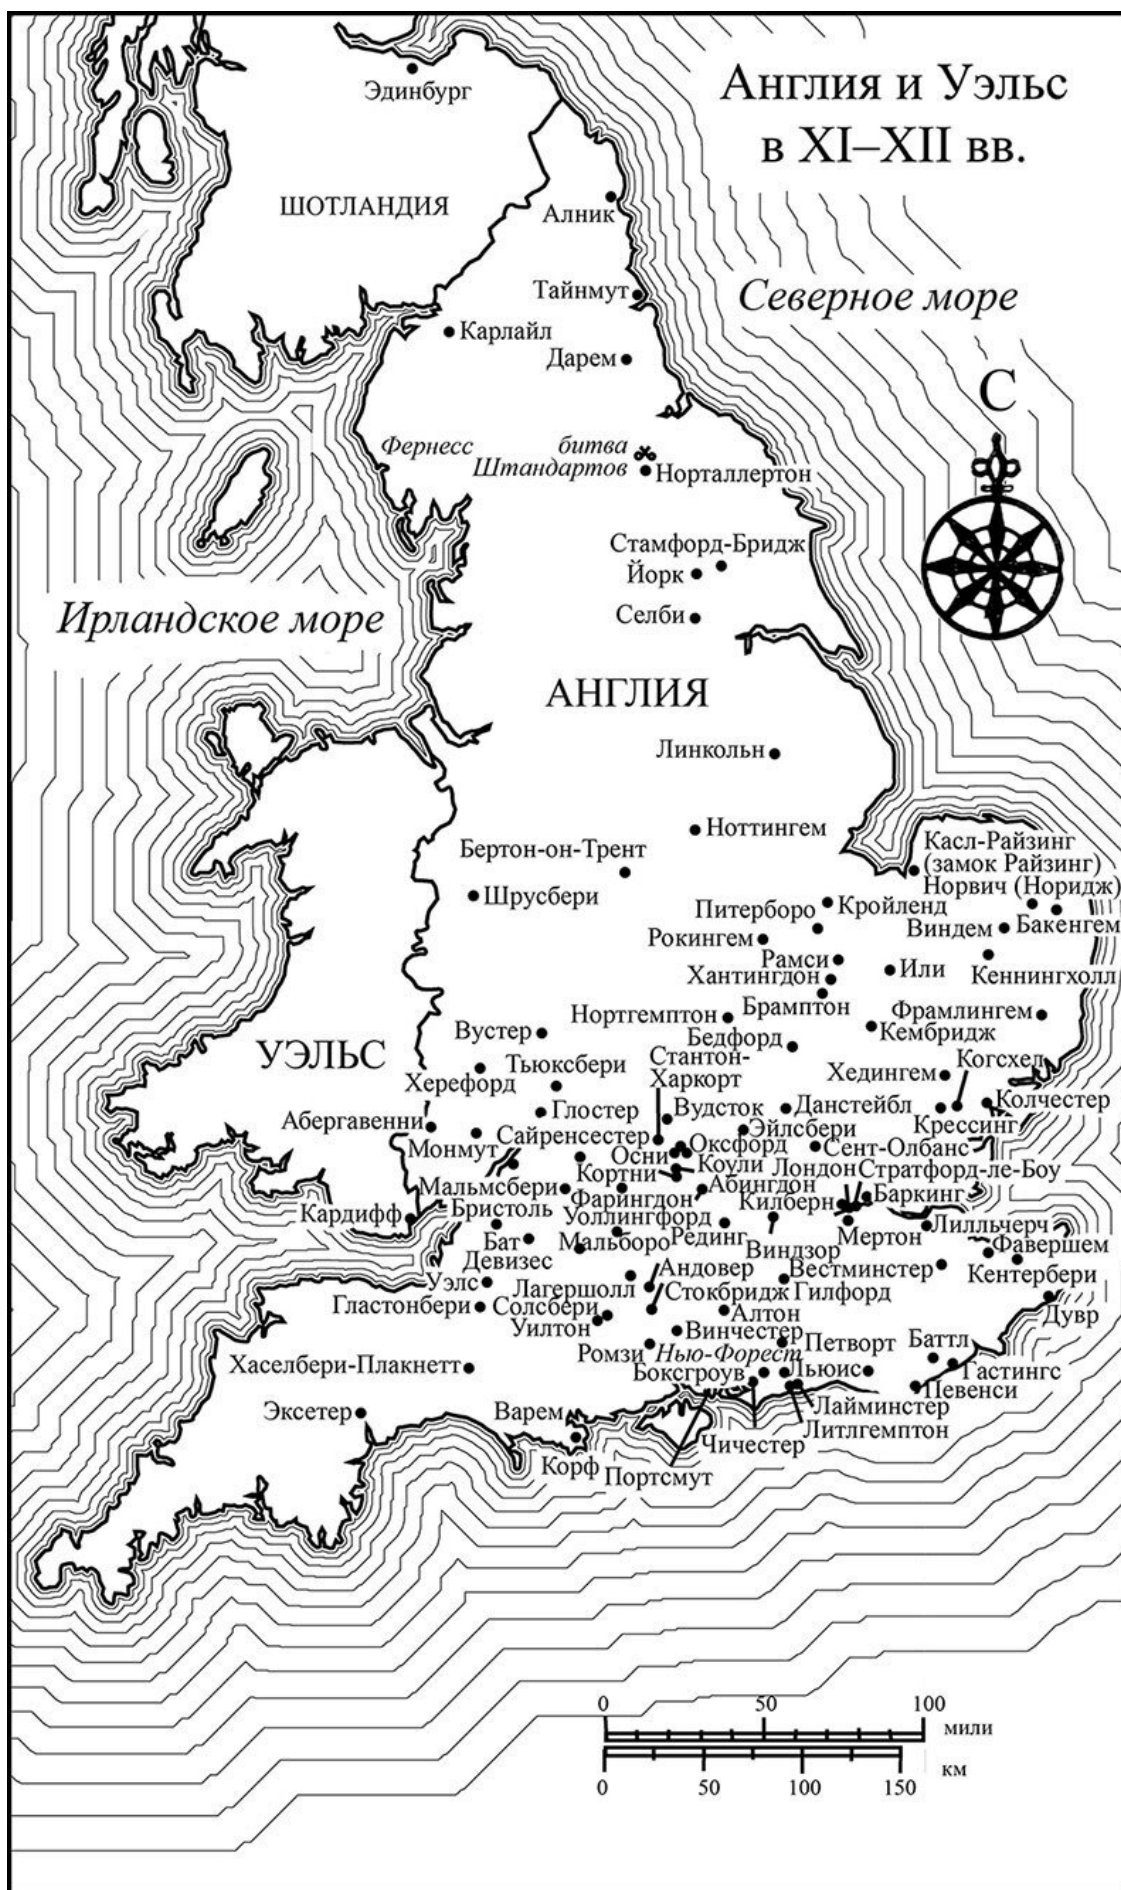 Англия и Уэльс
в XI–XII вв.
Эдинбург
ШОТЛАНДИЯ
Алник
Тайнмут
Северное море
Карлайл
Дарем
С
Фернесс
битва
Штандартов
Норталлертон
Стамфорд-Бридж
Йорк
Ирландское море
Селби
АНГЛИЯ
Линкольн
Ноттингем
Касл-Райзинг
(замок Райзинг)
Бертон-он-Трент
Норвич (Норидж)
Шрусбери
Питерборо
Кройленд
Виндем
Бакенгем
Рокингем
Рамси
Или
Хантингдон
Кеннингхолл
Брамптон
Нортгемптон
Фрамлингем
Вустер
Бедфорд
Кембридж
УЭЛЬС
Стантон-
Харкорт
Когсхел
Тьюксбери
Хедингем
Херефорд
Колчестер
Глостер
Вудсток
Данстейбл
Абергавенни
Крессинг
Эйлсбери
Монмут
Сайренсестер
Оксфорд
Сент-Олбанс
Осни
Коули
Лондон
Стратфорд-ле-Боу
Кортни
Абингдон
Мальмсбери
Фарингдон
Килберн
Баркинг
Кардифф
Бристоль
Уоллингфорд
Рединг
Мертон
Лилльчерч
Бат
Мальборо
Виндзор
Фавершем
Девизес
Андовер
Вестминстер
Кентербери
Уэлс
Лагершолл
Стокбридж
Гилфорд
Гластонбери
Солсбери
Алтон
Дувр
Уилтон
Винчестер
Петворт
Баттл
Ромзи
Нью-Форест
Хаселбери-Плакнетт
Боксгроув
Льюис
Гастингс
Певенси
Эксетер
Варем
Лайминстер
Литлгемптон
Чичестер
Корф
Портсмут
0 50 100
мили
км
0 50 100 150